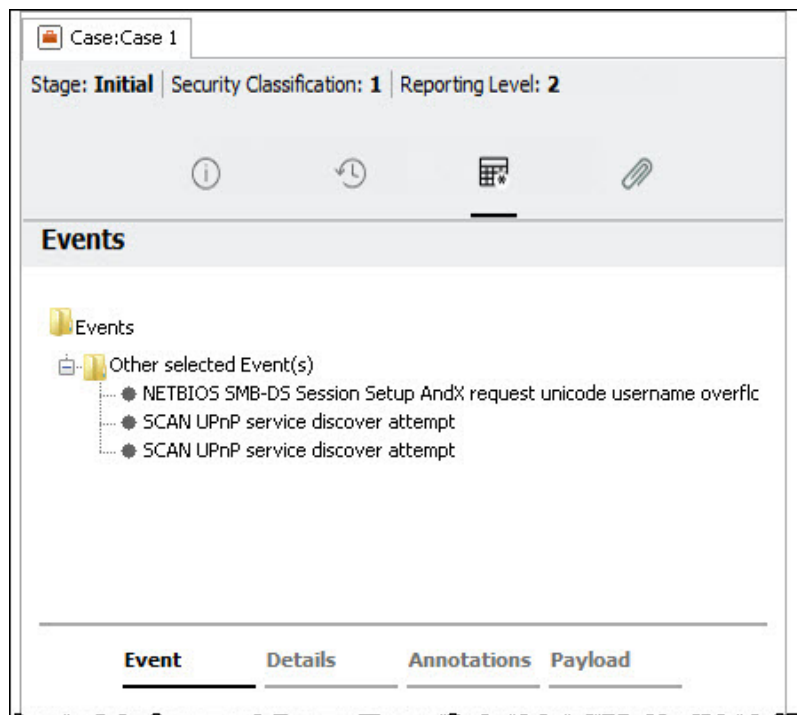 Case:Case 1
Stage: Initial Security Classification: 1 Reporting Level: 2
Events
Events
Other selected Event(s)
NETBIOS SMB-DS Session Setup AndX request unicode username overflc
SCAN UPnP service discover attempt
SCAN UPnP service discover attempt
Event Details Annotations Payload